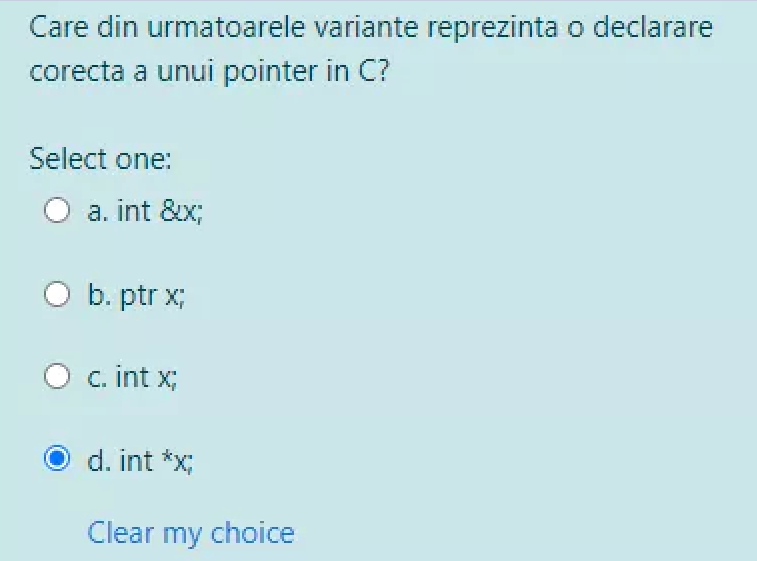 Care din urmatoarele variante reprezinta o declarare
corecta a unui pointer in C?
Select one:
a. int &x;
b. ptr x;
c. int x;
d. int *x;
Clear my choice